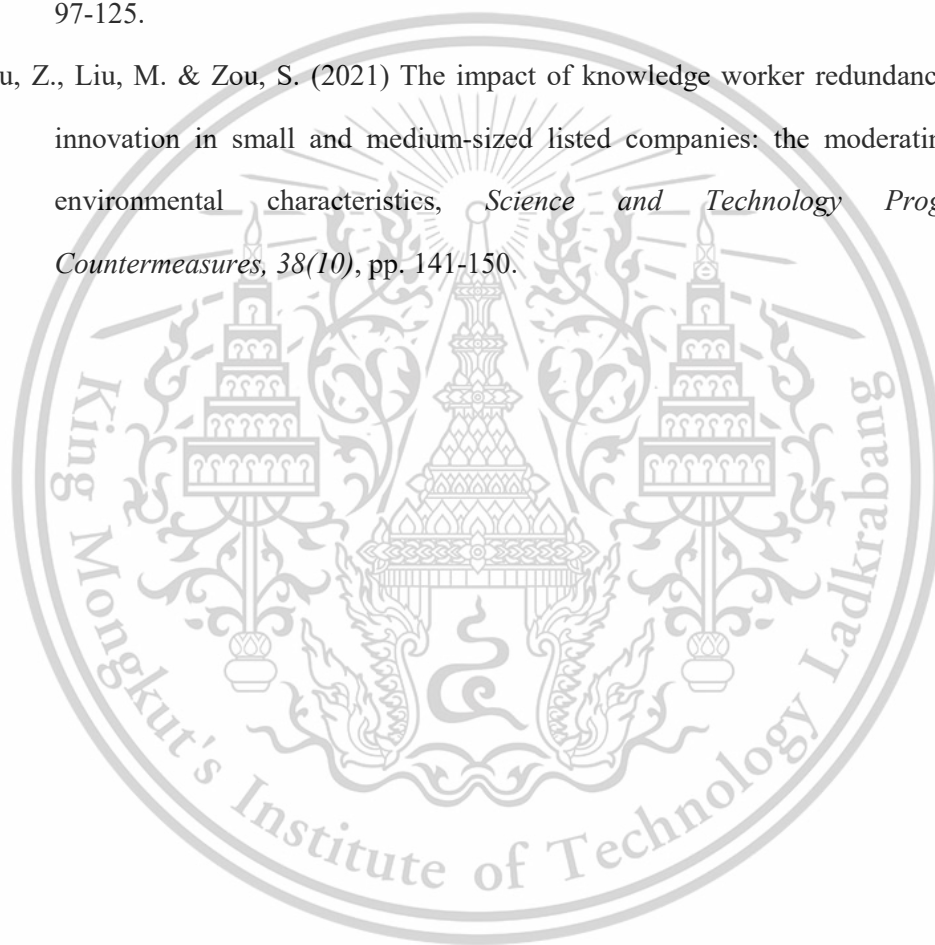 97-125.
u, Z., Liu, M. & Zou, S. (2021) The impact of knowledge worker redundanc
innovation in small and medium-sized listed companies: the moderatin
environmental characteristics, Science and Technology Prog
Countermeasures, 38(10), pp. 141-150.
King Mongkut's Institute of Technology Ladkrabang